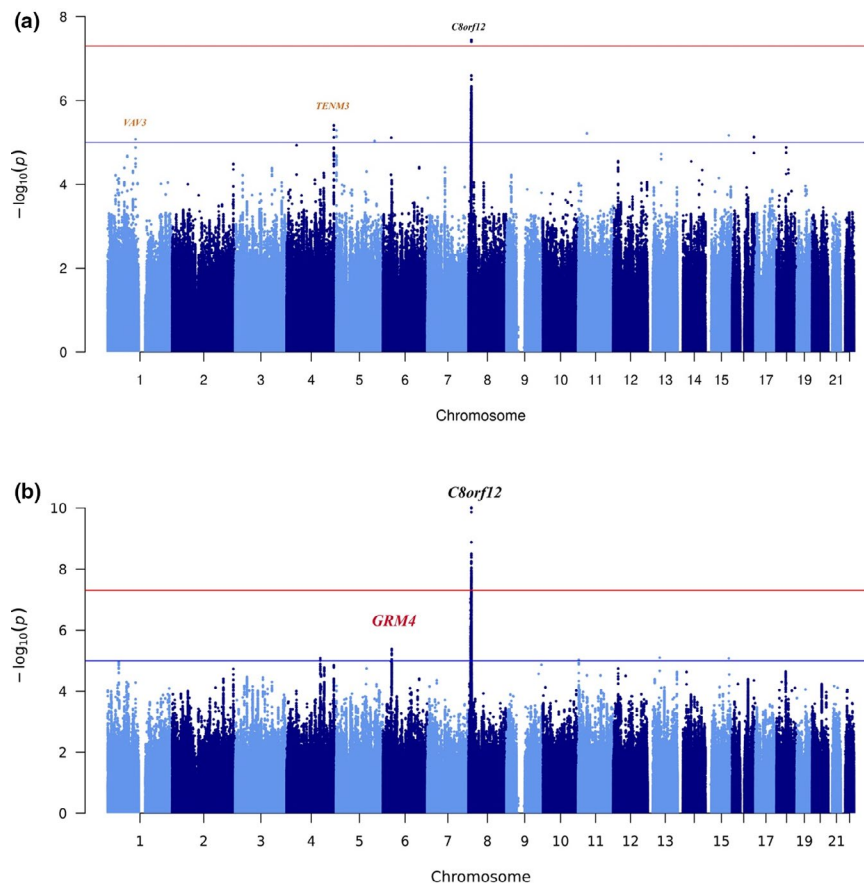 (a)
C8orf12
TENM3
VAV3
− log10(p)
8
6
4
2
0
1 2 3 4 5 6 7 8 9 10 11 12 13 14 15 17 19 21
Chromosome
(b)
C8orf12
GRM4
− log10(p)
10
8
6
4
2
0
1 2 3 4 5 6 7 8 9 10 11 12 13 15 17 19 21
Chromosome